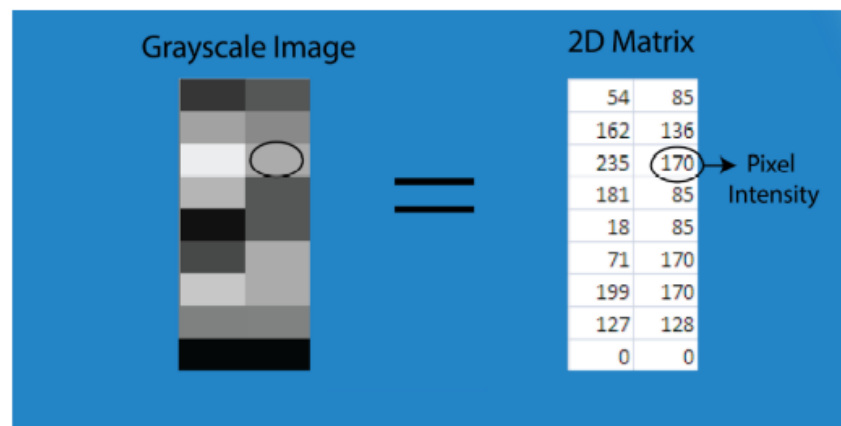 Grayscale Image
2D Matrix
54 85
162 136
235 170 Pixel
181 85 Intensity
18 85
71 170
199 170
127 128
0 0